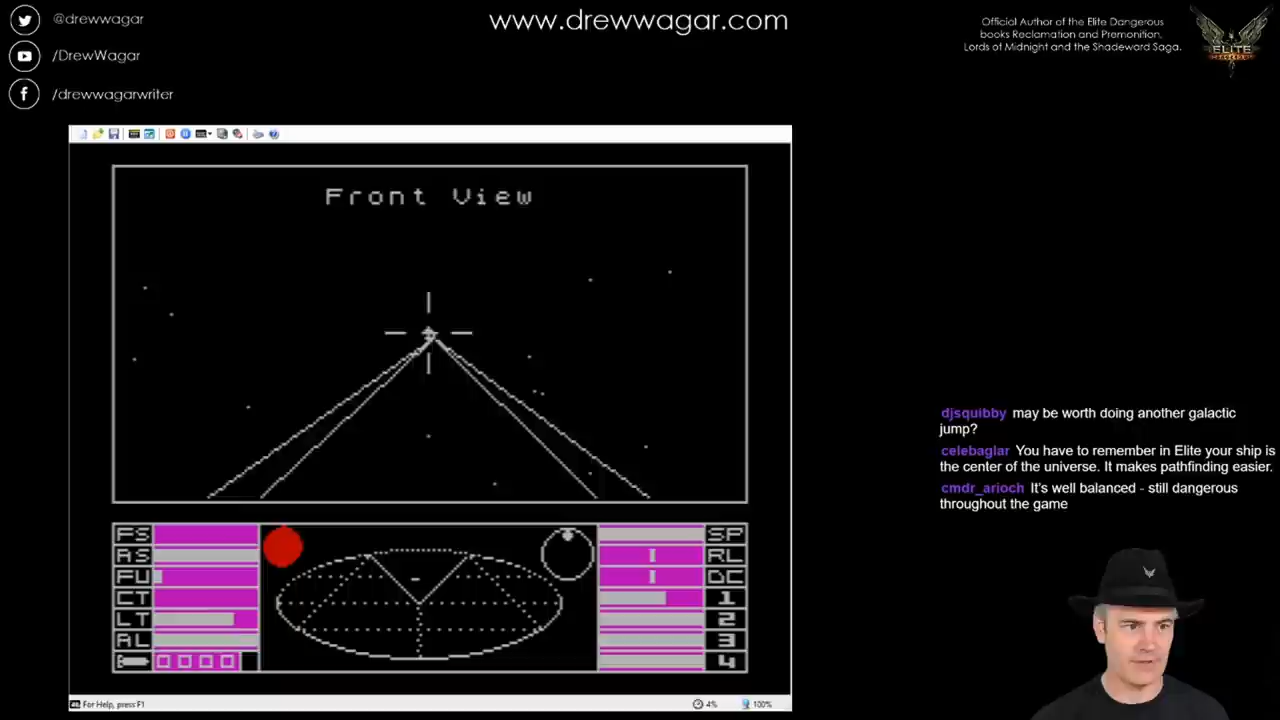 @drewwagar
/DrewWagar
/drewwagarwriter
www.drewwagar.com
Official Author of the Elite Dangerous
books Reclamation and Premonition,
Lords of Midnight and the Shadeward Saga.
ELITE
Front View
djsquibby may be worth doing another galactic
jump?
celebaglar You have to remember in Elite your ship is
the center of the universe. It makes pathfinding easier.
cmdr_arioch It's well balanced - still dangerous
throughout the game
FS
AS
FU
CT
LT
AL
SP
RL
DC
1
2
3
4
For Help, press F1
4%
100%